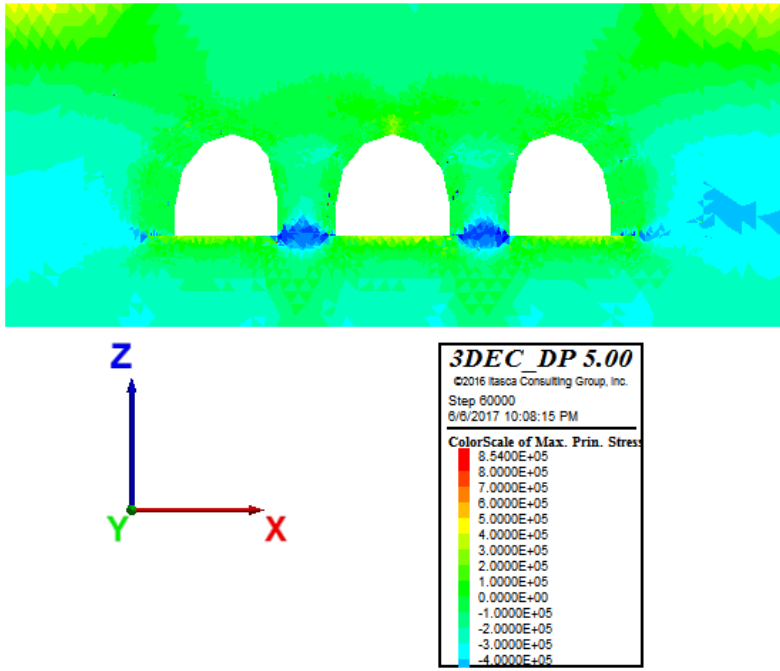 Z
Y
X
3DEC_DP 5.00
©2016 Itasca Consulting Group, Inc.
Step 60000
6/6/2017 10:08:15 PM
ColorScale of Max. Prin. Stress
8.5400E+05
8.0000E+05
7.0000E+05
6.0000E+05
5.0000E+05
4.0000E+05
3.0000E+05
2.0000E+05
1.0000E+05
0.0000E+00
-1.0000E+05
-2.0000E+05
-3.0000E+05
-4.0000E+05